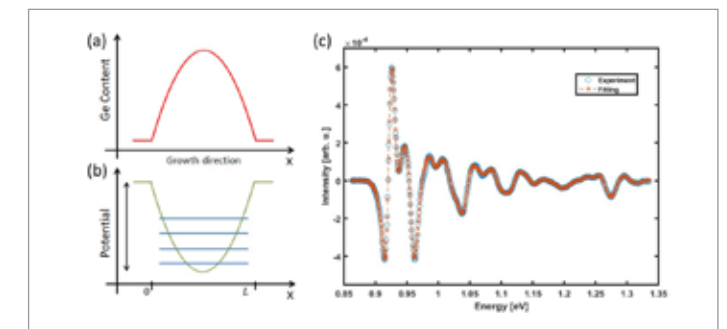 (a)
Ge Content
Growth direction
X
(b)
Potential
0
L
X
(c)
×10
6
4
2
0
-2
-4
Intensity [arb. u.]
Experiment
Fitting
0.85 0.9 0.95 1 1.05 1.1 1.15 1.2 1.25 1.3 1.35
Energy [eV]